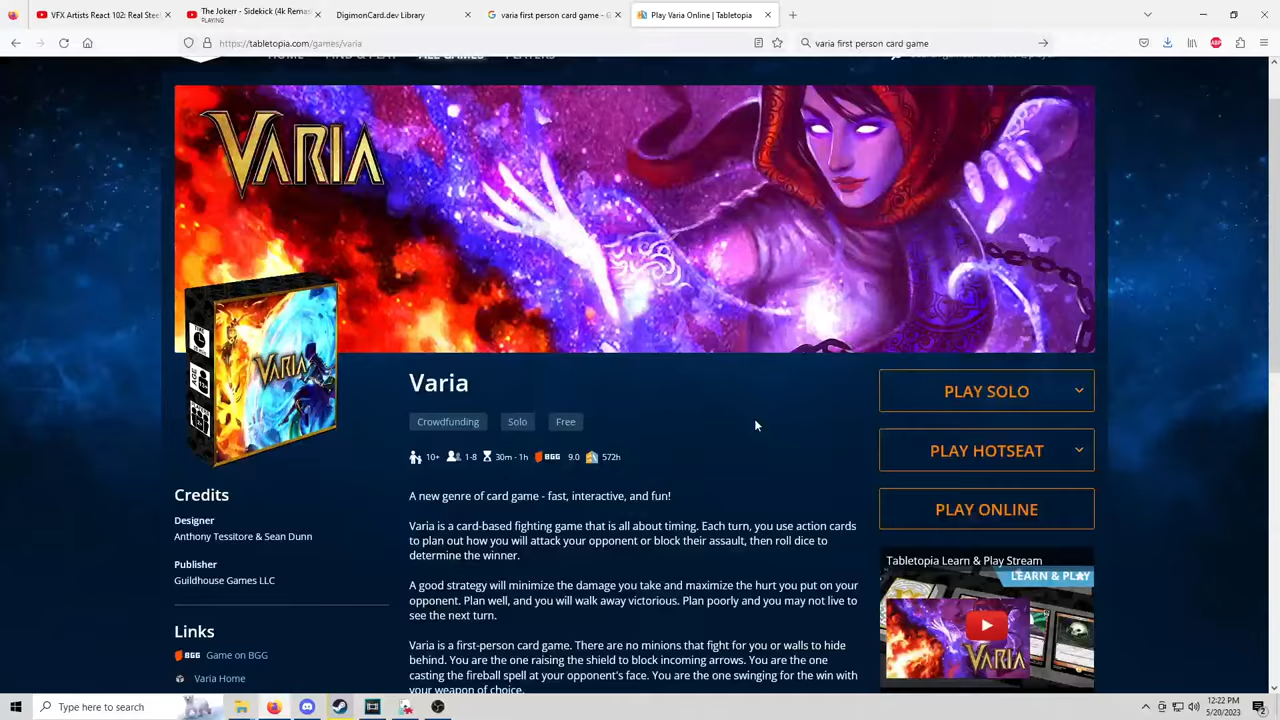 VFX Artists React 102: Real Stee
The Jokerr - Sidekick (4k Remas
PLAYING
DigimonCard.dev Library
varia first person card game - G
Play Varia Online | Tabletopia
https://tabletopia.com/games/varia
varia first person card game
VARIA
VARIA
Varia
PLAY SOLO
Crowdfunding
Solo
Free
PLAY HOTSEAT
10+
1-8
30m - 1h
BGG
9.0
572h
Credits
A new genre of card game - fast, interactive, and fun!
PLAY ONLINE
Designer
Anthony Tessitore & Sean Dunn
Varia is a card-based fighting game that is all about timing. Each turn, you use action cards
to plan out how you will attack your opponent or block their assault, then roll dice to
determine the winner.
Publisher
Guildhouse Games LLC
Tabletopia Learn & Play Stream
LEARN & PLAY
A good strategy will minimize the damage you take and maximize the hurt you put on your
opponent. Plan well, and you will walk away victorious. Plan poorly and you may not live to
see the next turn.
Links
BGG Game on BGG
Varia Home
Varia is a first-person card game. There are no minions that fight for you or walls to hide
behind. You are the one raising the shield to block incoming arrows. You are the one
casting the fireball spell at your opponent's face. You are the one swinging for the win with
your weapon of choice.
VARIA
Type here to search
12:22 PM
5/20/2023
2